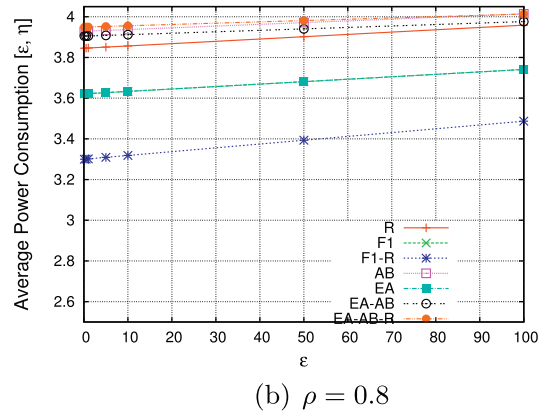 Average Power Consumption [ε, η]
4
3.8
3.6
3.4
3.2
3
2.8
2.6
0 10 20 30 40 50 60 70 80 90 100
ε
R
F1
F1-R
AB
EA
EA-AB
EA-AB-R
(b) ρ = 0.8